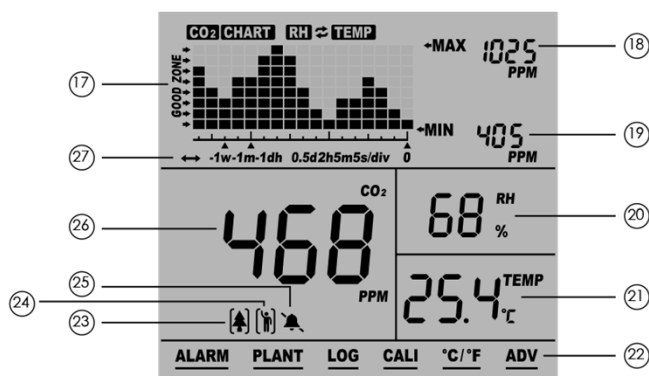 CO2 CHART RH ⇄ TEMP
MAX 1025 PPM
18
17
GOOD ZONE
MIN 405 PPM
19
27
↔ -1w-1m-1dh 0.5d2h5m5s/div 0
26
468 CO2 PPM
68 RH %
20
25
24
23
25.4 TEMP °C
21
ALARM PLANT LOG CALI °C/°F ADV
22